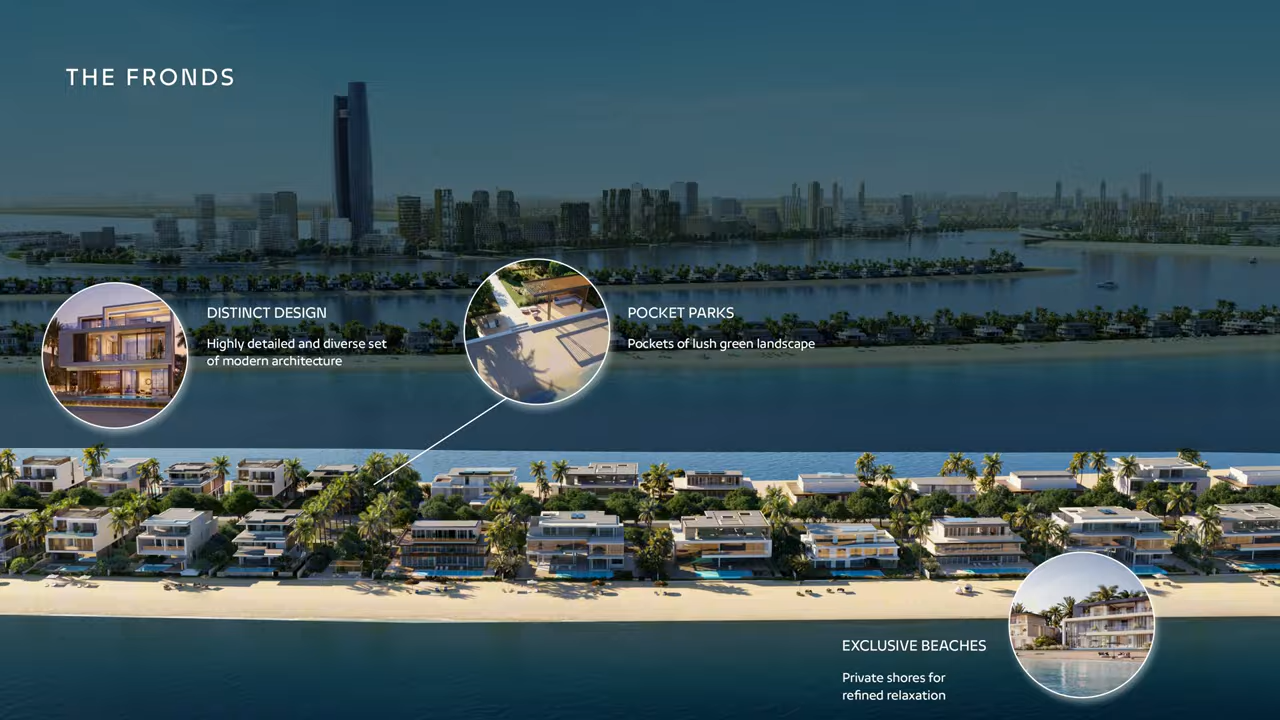 THE FRONDS
DISTINCT DESIGN
Highly detailed and diverse set
of modern architecture
POCKET PARKS
Pockets of lush green landscape
EXCLUSIVE BEACHES
Private shores for
refined relaxation